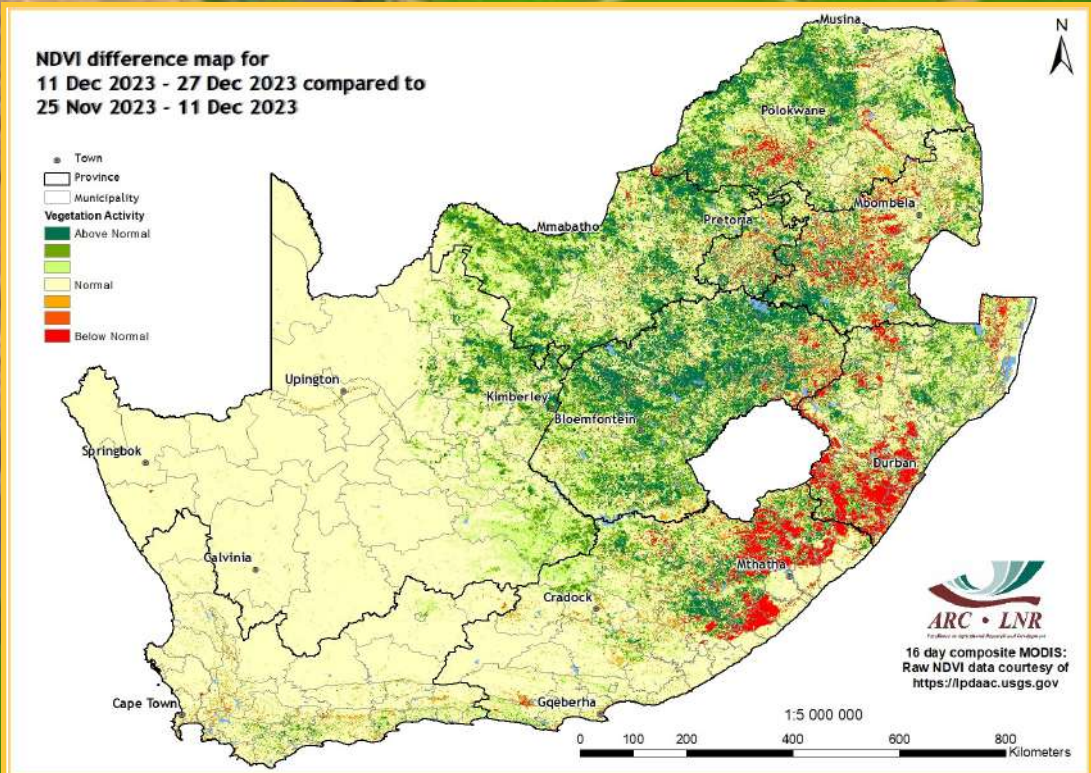 NDVI difference map for
11 Dec 2023 - 27 Dec 2023 compared to
25 Nov 2023 - 11 Dec 2023
N
Town
Province
Municipality
Vegetation Activity
Above Normal
Normal
Below Normal
Musina
Polokwane
Mbombela
Pretoria
Mmabatho
Upington
Kimberley
Bloemfontein
Springbok
Durban
Calvinia
Mthatha
Cradock
Cape Town
Gqeberha
ARC • LNR
16 day composite MODIS:
Raw NDVI data courtesy of
https://lpdaac.usgs.gov
1:5 000 000
0 100 200 400 600 800
Kilometers